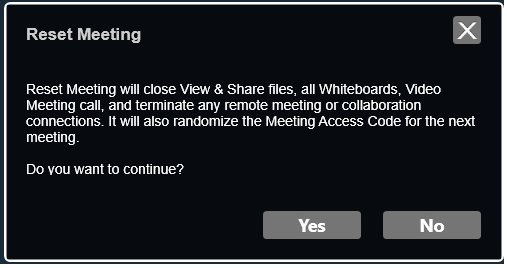 Reset Meeting
Reset Meeting will close View & Share files, all Whiteboards, Video
Meeting call, and terminate any remote meeting or collaboration
connections. It will also randomize the Meeting Access Code for the next
meeting.
Do you want to continue?
Yes No